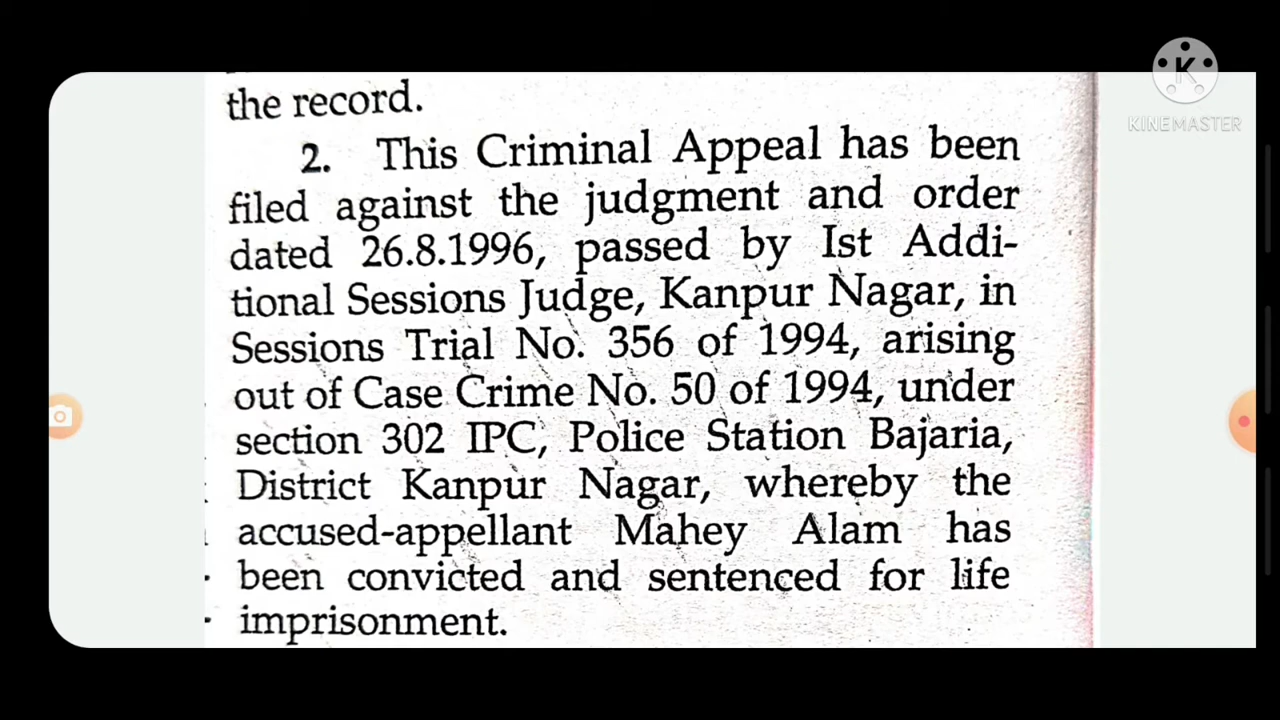 the record.
2. This Criminal Appeal has been
filed against the judgment and order
dated 26.8.1996, passed by Ist Addi-
tional Sessions Judge, Kanpur Nagar, in
Sessions Trial No. 356 of 1994, arising
out of Case Crime No. 50 of 1994, under
section 302 IPC, Police Station Bajaria,
District Kanpur Nagar, whereby the
accused-appellant Mahey Alam has
been convicted and sentenced for life
imprisonment.
K
KINEMASTER